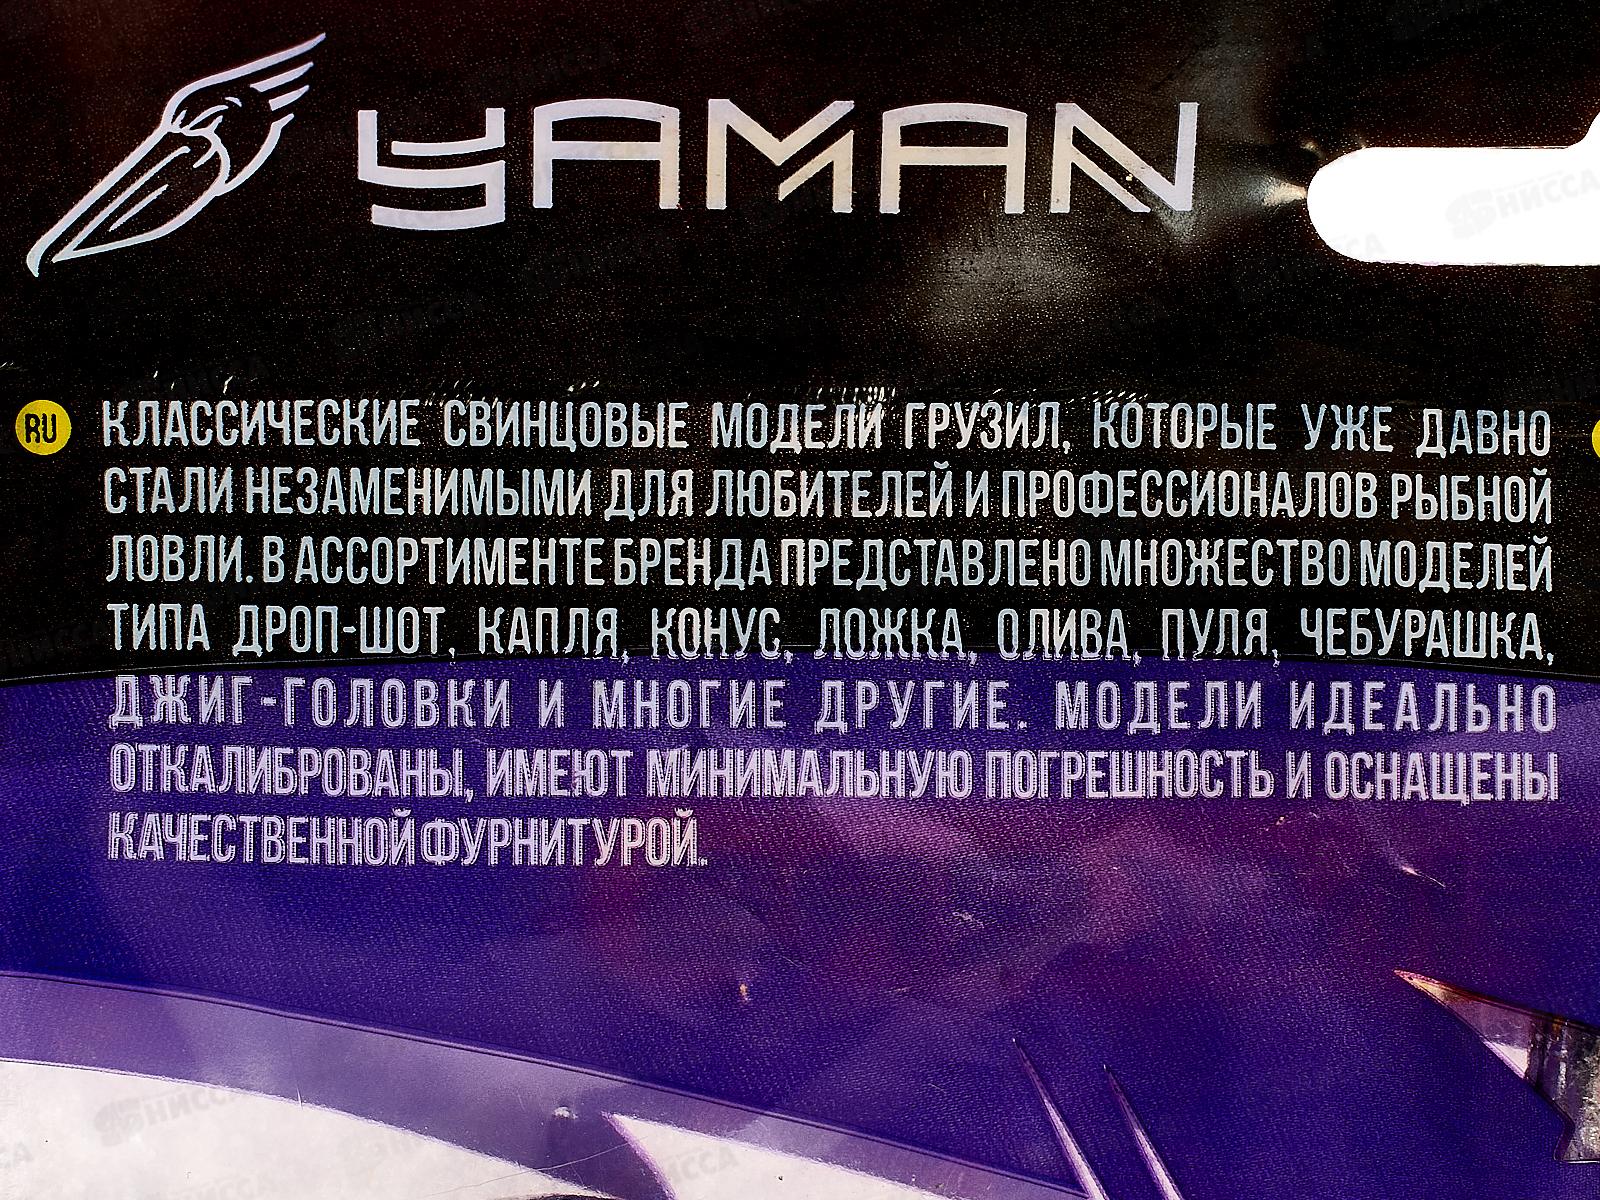 YAMAN
RU
КЛАССИЧЕСКИЕ СВИНЦОВЫЕ МОДЕЛИ ГРУЗИЛ, КОТОРЫЕ УЖЕ ДАВНО
СТАЛИ НЕЗАМЕНИМЫМИ ДЛЯ ЛЮБИТЕЛЕЙ И ПРОФЕССИОНАЛОВ РЫБНОЙ
ЛОВЛИ. В АССОРТИМЕНТЕ БРЕНДА ПРЕДСТАВЛЕНО МНОЖЕСТВО МОДЕЛЕЙ
ТИПА ДРОП-ШОТ, КАПЛЯ, КОНУС, ЛОЖКА, ОЛИВА, ПУЛЯ, ЧЕБУРАШКА,
ДЖИГ-ГОЛОВКИ И МНОГИЕ ДРУГИЕ. МОДЕЛИ ИДЕАЛЬНО
ОТКАЛИБРОВАНЫ, ИМЕЮТ МИНИМАЛЬНУЮ ПОГРЕШНОСТЬ И ОСНАЩЕНЫ
КАЧЕСТВЕННОЙ ФУРНИТУРОЙ.
НИССА